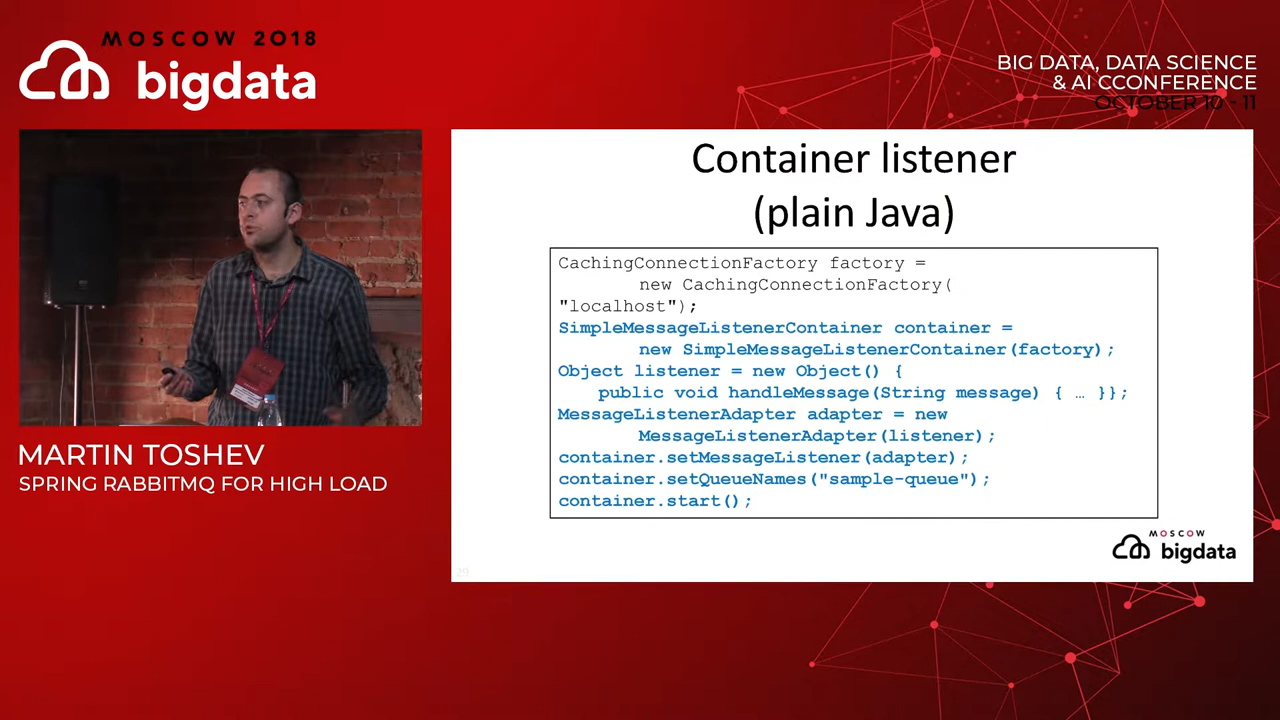 MOSCOW 2018
bigdata
BIG DATA, DATA SCIENCE
& AI CCONFERENCE
OCTOBER 10 - 11
Container listener
(plain Java)
CachingConnectionFactory factory =
new CachingConnectionFactory(
"localhost");
SimpleMessageListenerContainer container =
new SimpleMessageListenerContainer(factory);
Object listener = new Object() {
public void handleMessage(String message) { … }};
MessageListenerAdapter adapter = new
MessageListenerAdapter(listener);
container.setMessageListener(adapter);
container.setQueueNames("sample-queue");
container.start();
MOSCOW
bigdata
29
MARTIN TOSHEV
SPRING RABBITMQ FOR HIGH LOAD